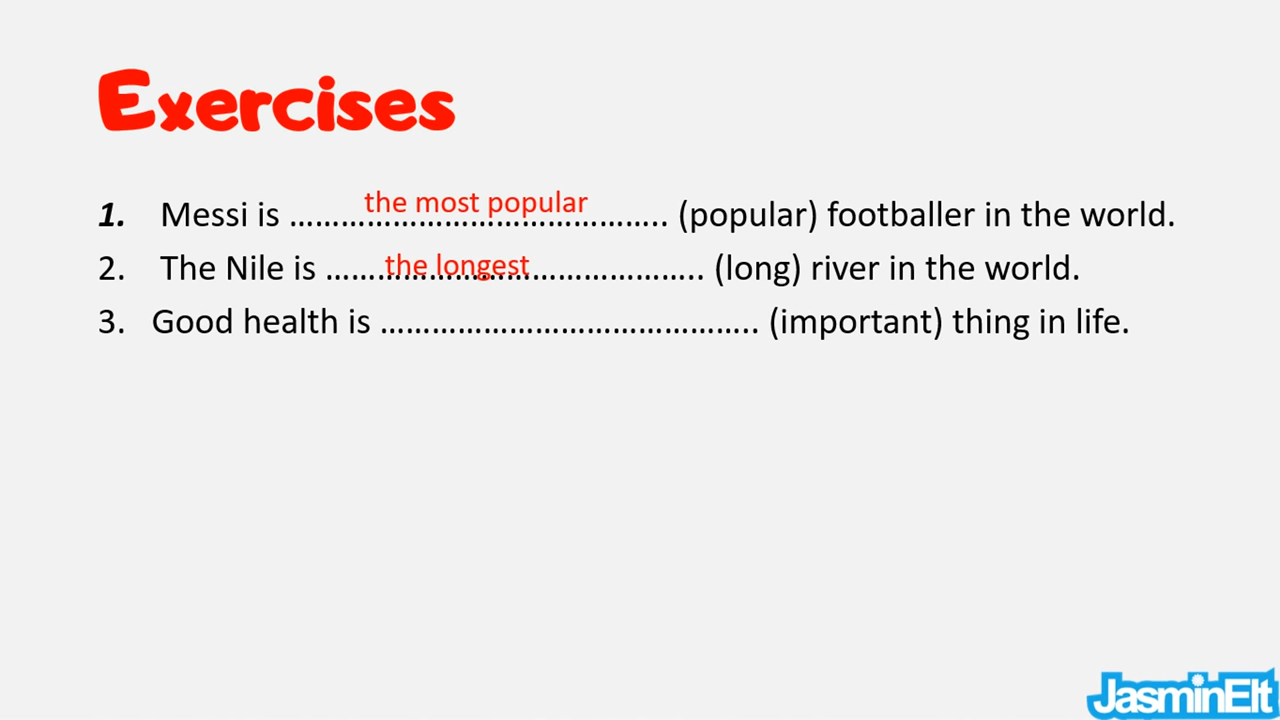 Exercises
1. Messi is …………the most popular………….. (popular) footballer in the world.
2. The Nile is ……the longest………………….. (long) river in the world.
3. Good health is …………………………………….. (important) thing in life.
JasminElt